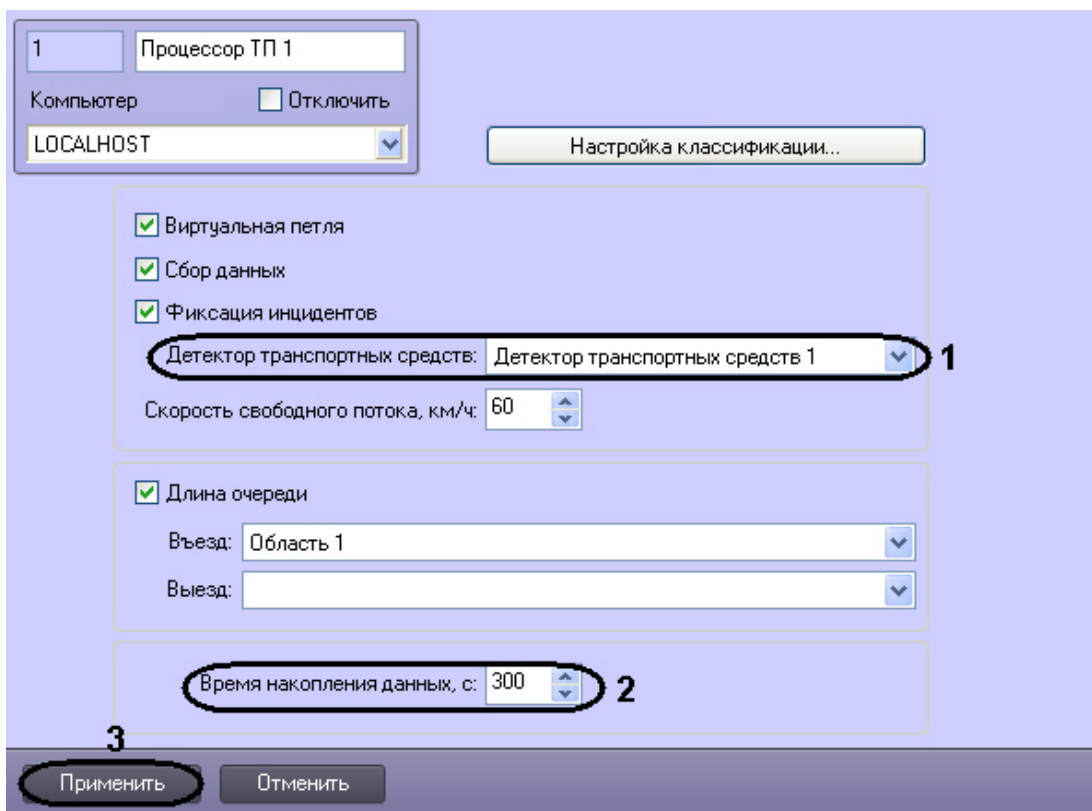 1 Процессор ТП 1
Компьютер Отключить
LOCALHOST
Настройка классификации...
Виртуальная петля
Сбор данных
Фиксация инцидентов
Детектор транспортных средств: Детектор транспортных средств 1 1
Скорость свободного потока, км/ч: 60
Длина очереди
Въезд: Область 1
Выезд:
Время накопления данных, с: 300 2
3
Применить Отменить